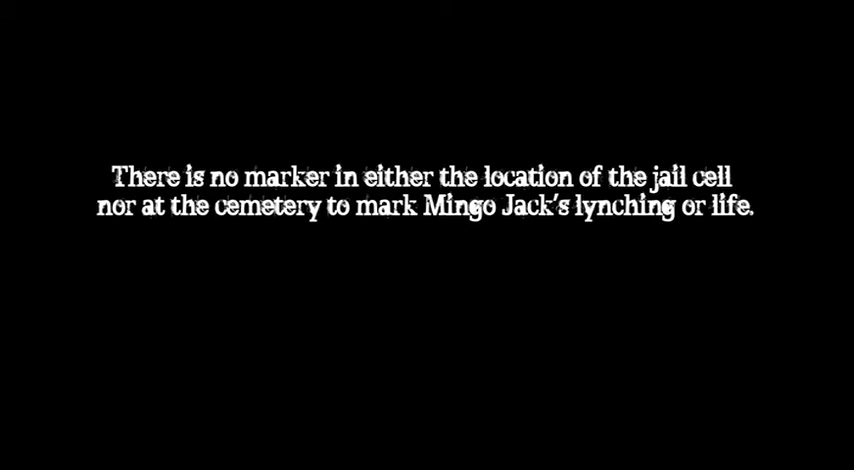 There is no marker in either the location of the jail cell
nor at the cemetery to mark Mingo Jack's lynching or life.